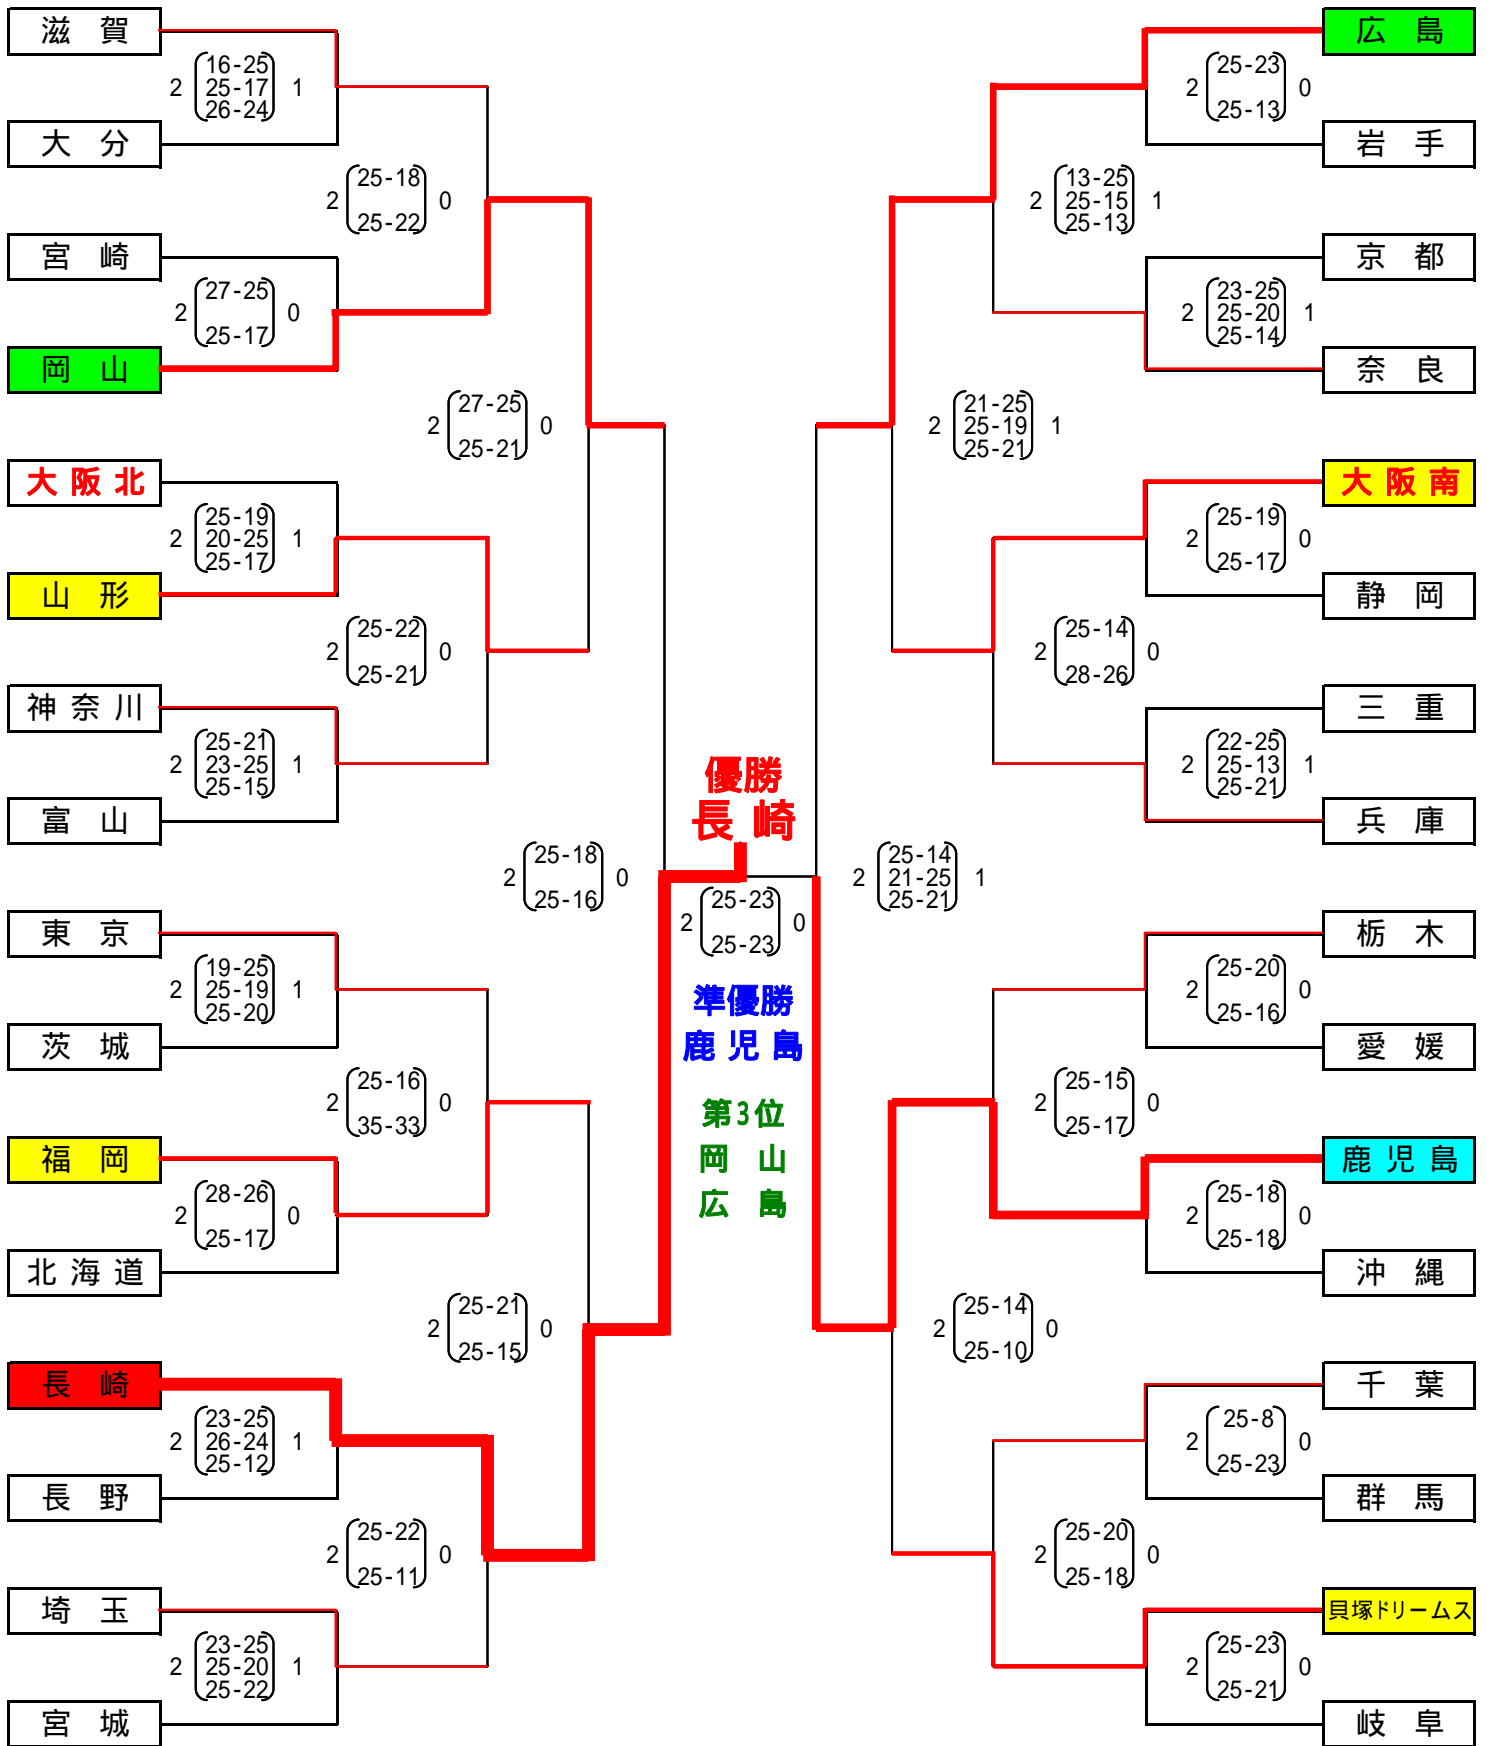 滋賀
16-25
2 25-17 1
26-24
大分
25-18
2 0
25-22
宮崎
27-25
2 0
25-17
岡山
27-25
2 0
25-21
大阪北
25-19
2 20-25 1
25-17
山形
25-22
2 0
25-21
神奈川
25-21
2 23-25 1
25-15
富山
25-18
2 0
25-16
東京
19-25
2 25-19 1
25-20
茨城
25-16
2 0
35-33
福岡
28-26
2 0
25-17
北海道
25-21
2 0
25-15
長崎
23-25
2 26-24 1
25-12
長野
25-22
2 0
25-11
埼玉
23-25
2 25-20 1
25-22
宮城
優勝
長崎
25-23
2 0
25-23
準優勝
鹿児島
第3位
岡山
広島
広島
25-23
2 0
25-13
岩手
13-25
2 25-15 1
25-13
京都
23-25
2 25-20 1
25-14
奈良
21-25
2 25-19 1
25-21
大阪南
25-19
2 0
25-17
静岡
25-14
2 0
28-26
三重
22-25
2 25-13 1
25-21
兵庫
25-14
2 21-25 1
25-21
栃木
25-20
2 0
25-16
愛媛
25-15
2 0
25-17
鹿児島
25-18
2 0
25-18
沖縄
25-14
2 0
25-10
千葉
25-8
2 0
25-23
群馬
25-20
2 0
25-18
貝塚ドリームス
25-23
2 0
25-21
岐阜